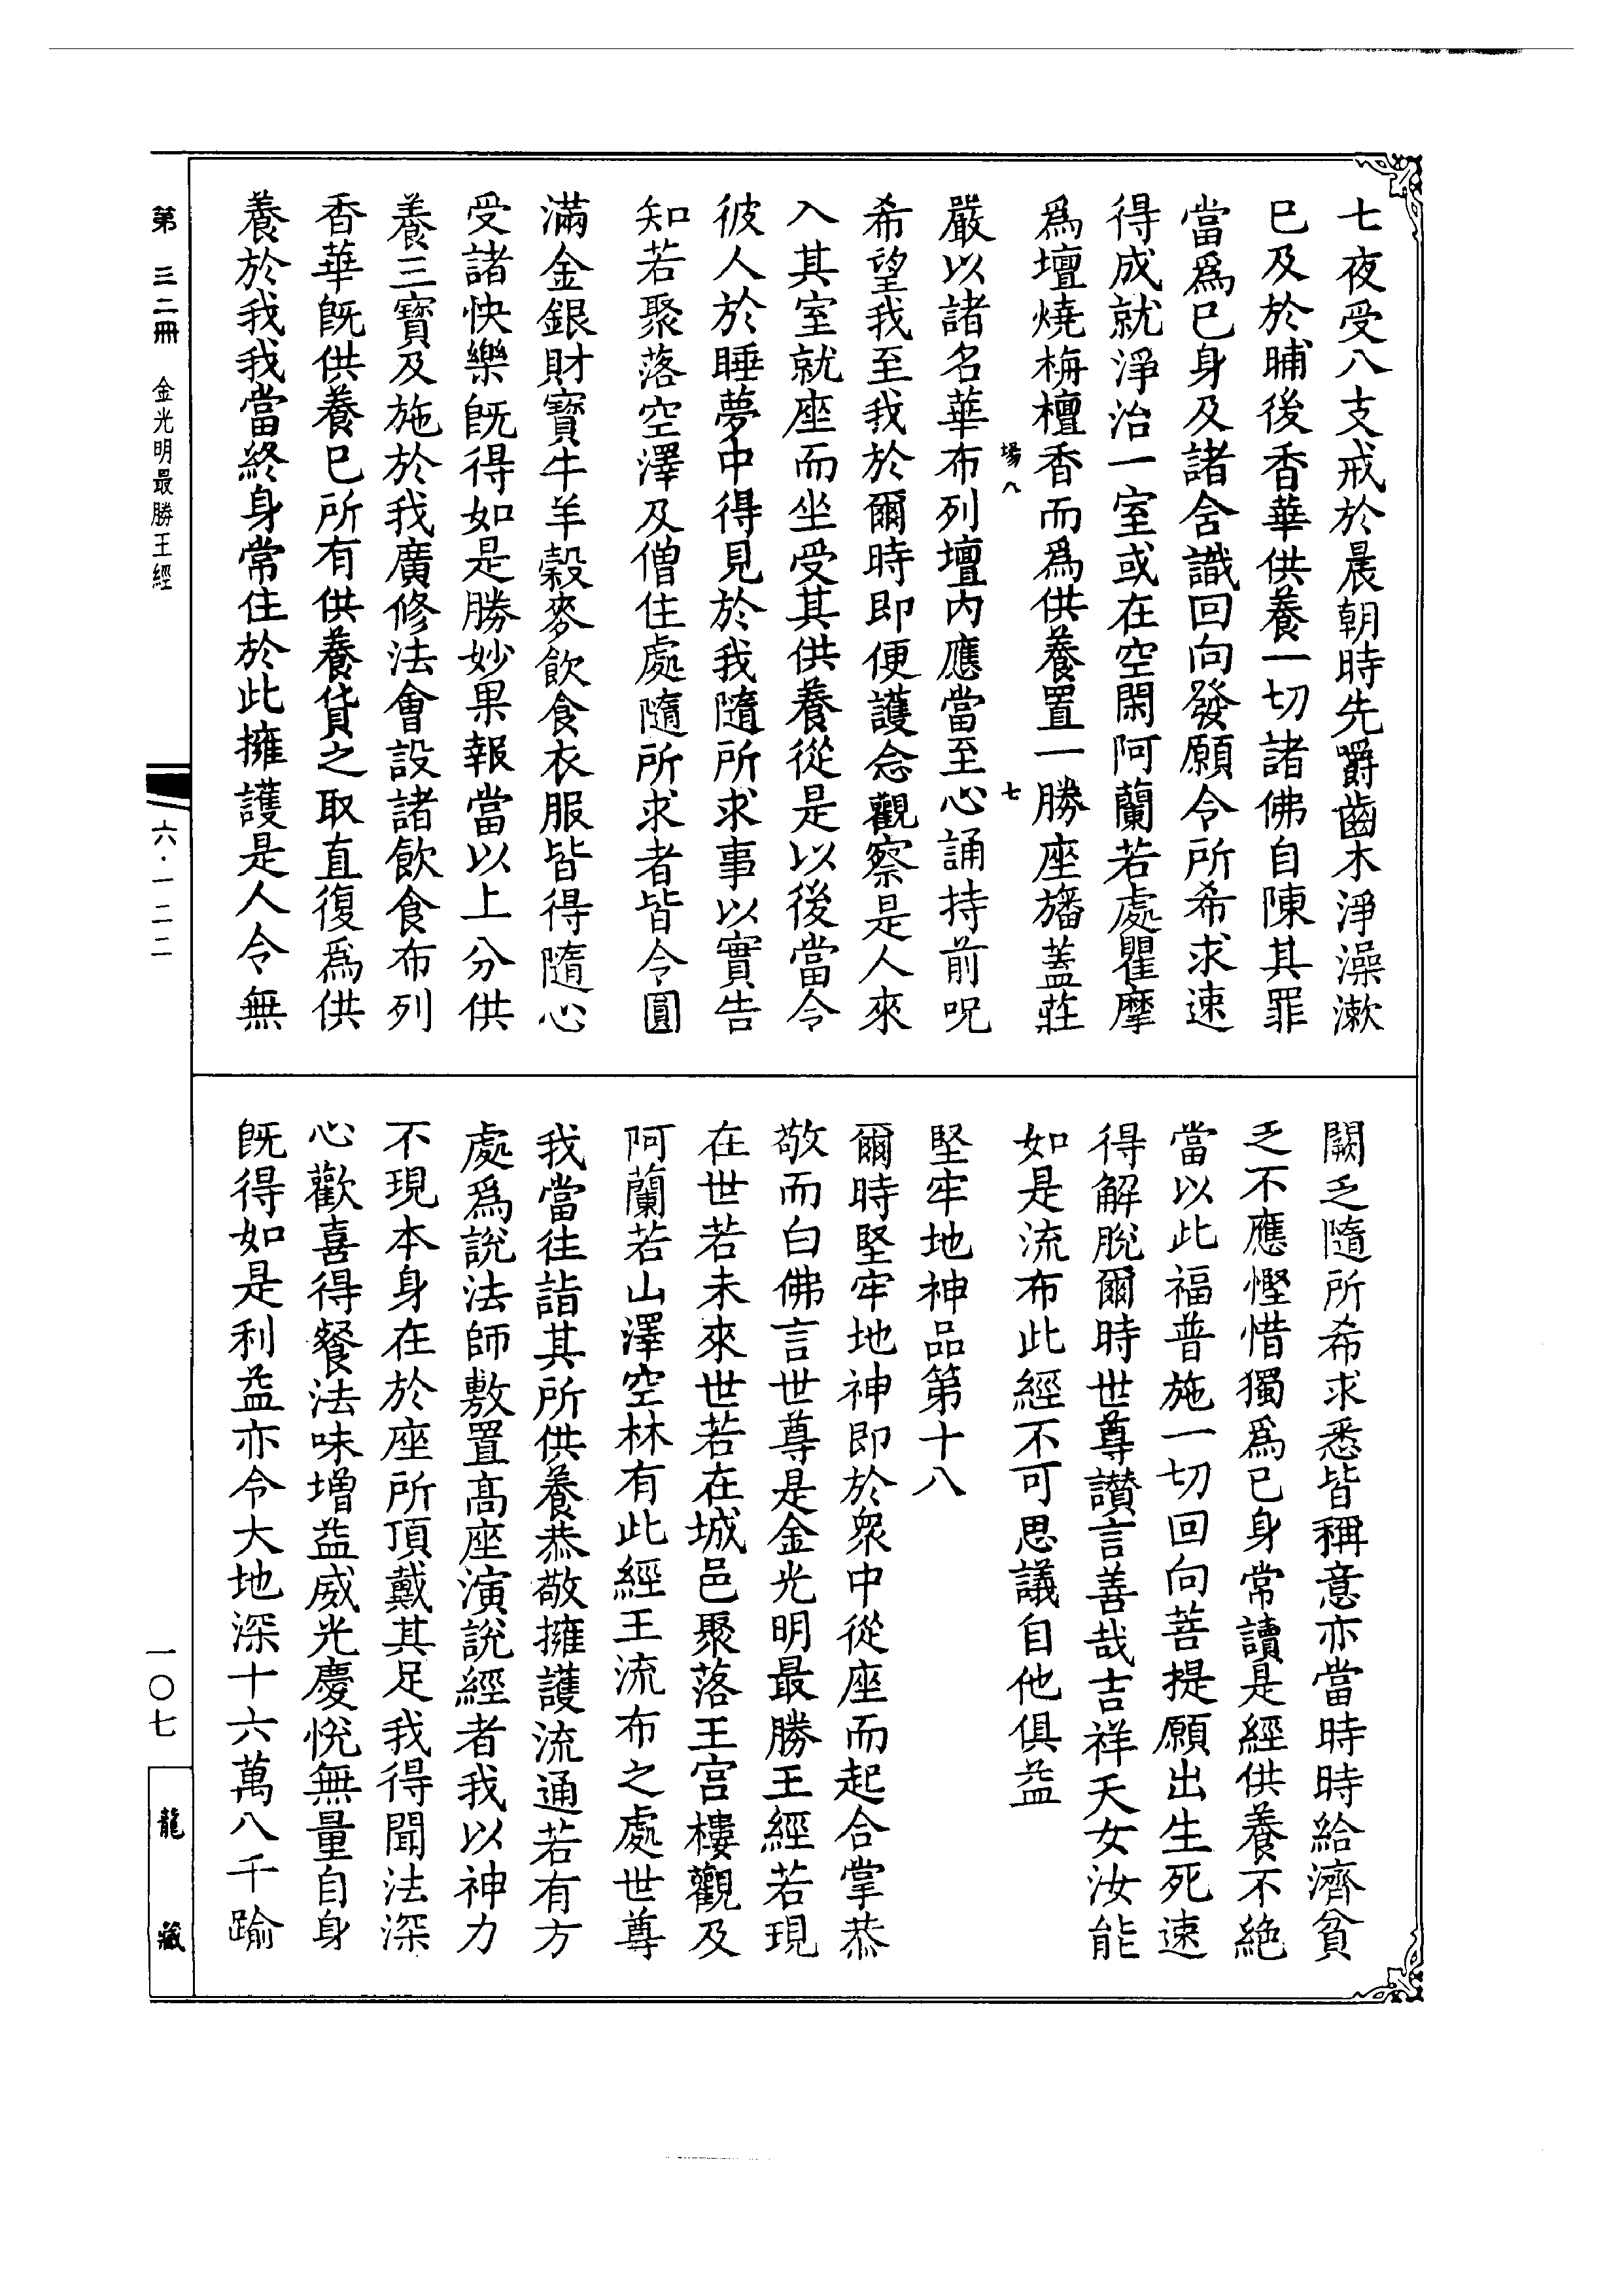 七夜受八支戒於晨朝時先嚼齒木淨澡漱
巳及於晡後香華供養一切諸佛自陳其罪
當爲巳身及諸含識回向發願令所希求速
得成就淨治一室或在空閑阿蘭若處瞿摩
爲壇燒栴檀香而爲供養置一勝座旛蓋莊
場八
七
嚴以諸名華布列壇內應當至心誦持前呪
希望我至我於爾時即便護念觀察是人來
入其室就座而坐受其供養從是以後當令
彼人於睡夢中得見於我隨所求事以實告
知若聚落空澤及僧住處隨所求者皆令圓
滿金銀財寶牛羊穀麥飲食衣服皆得隨心
受諸快樂旣得如是勝妙果報當以上分供
養三寶及施於我廣修法會設諸飲食布列
香華旣供養巳所有供養貨之取直復爲供
養於我我當終身常住於此擁護是人令無
闕乏隨所希求悉皆稱意亦當時時給濟貧
乏不應慳惜獨爲巳身常讀是經供養不絕
當以此福普施一切回向菩提願出生死速
得解脫爾時世尊讚言善哉吉祥天女汝能
如是流布此經不可思議自他俱益
堅牢地神品第十八
爾時堅牢地神即於衆中從座而起合掌恭
敬而白佛言世尊是金光明最勝王經若現
在世若未來世若在城邑聚落王宮樓觀及
阿蘭若山澤空林有此經王流布之處世尊
我當往詣其所供養恭敬擁護流通若有方
處爲說法師敷置高座演說經者我以神力
不現本身在於座所頂戴其足我得聞法深
心歡喜得餐法味增益威光慶悅無量自身
旣得如是利益亦令大地深十六萬八千踰
第三二冊 金光明最勝王經
六·一二二
一〇七
龍藏